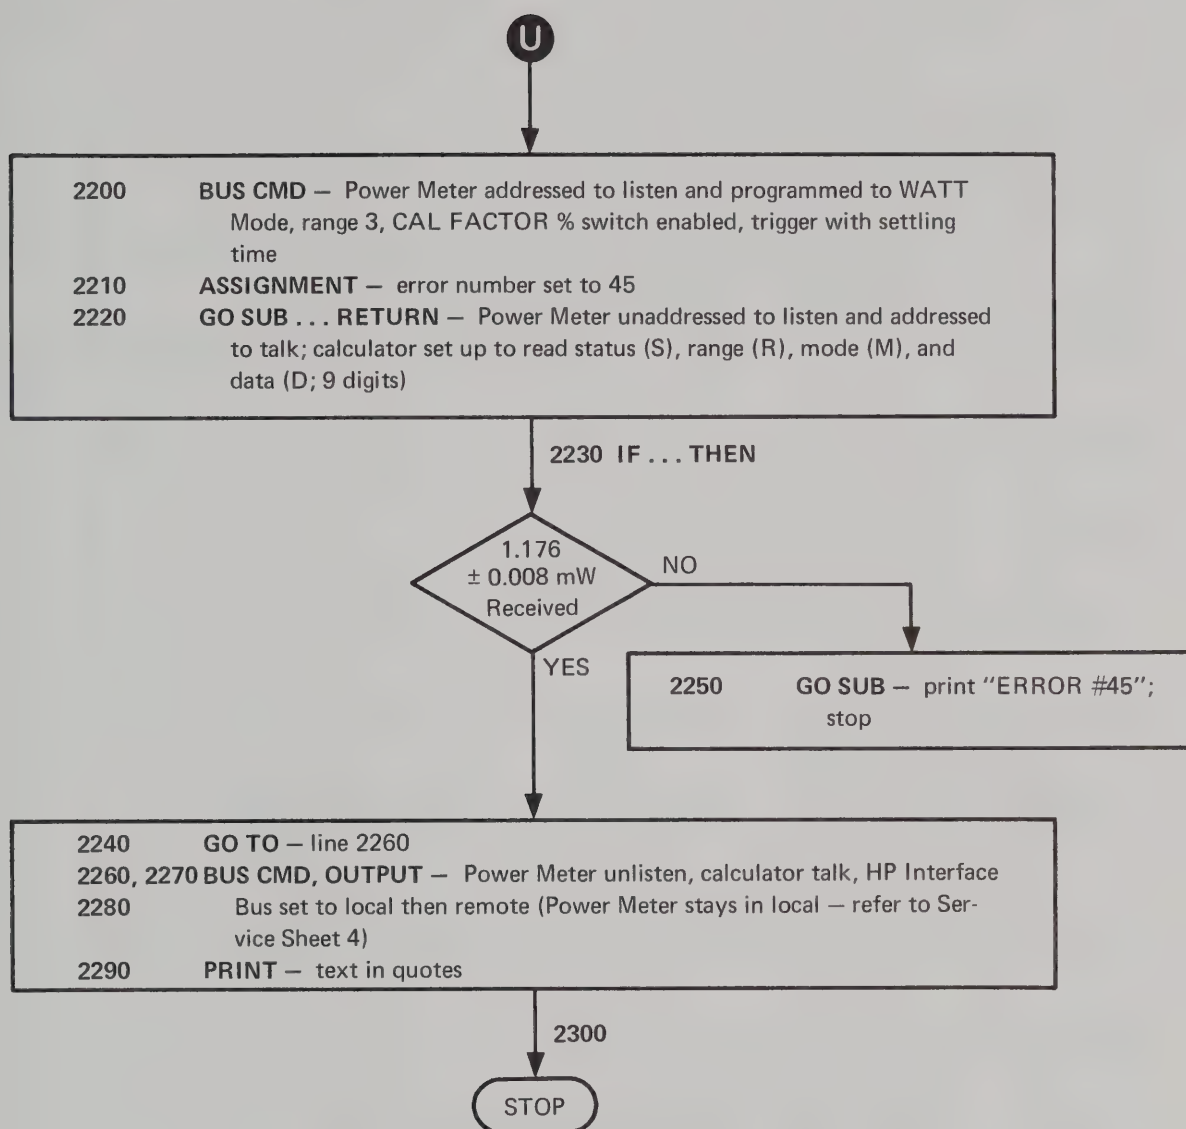 U
2200 BUS CMD — Power Meter addressed to listen and programmed to WATT
Mode, range 3, CAL FACTOR % switch enabled, trigger with settling
time
2210 ASSIGNMENT — error number set to 45
2220 GO SUB ... RETURN — Power Meter unaddressed to listen and addressed
to talk; calculator set up to read status (S), range (R), mode (M), and
data (D; 9 digits)
2230 IF ... THEN
1.176
± 0.008 mW
Received
NO
YES
2250 GO SUB — print "ERROR #45";
stop
2240 GO TO — line 2260
2260, 2270 BUS CMD, OUTPUT — Power Meter unlisten, calculator talk, HP Interface
2280 Bus set to local then remote (Power Meter stays in local — refer to Ser-
vice Sheet 4)
2290 PRINT — text in quotes
2300
STOP